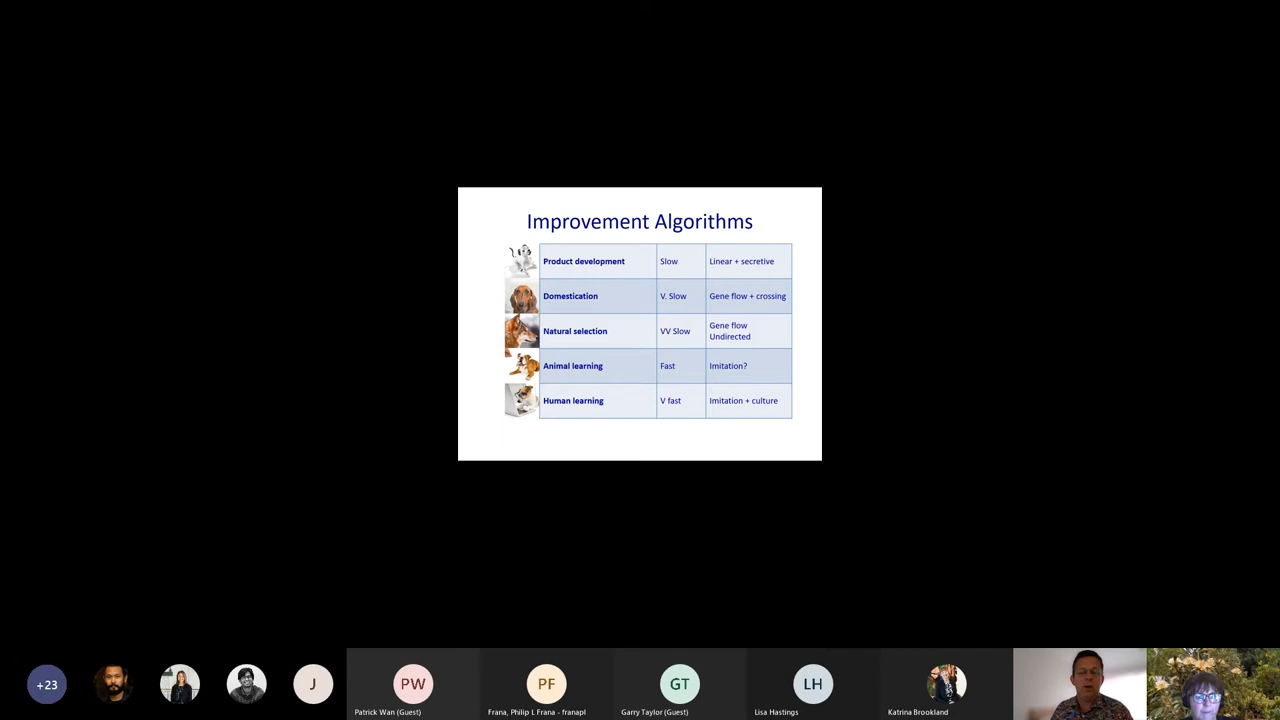 Improvement Algorithms
Product development Slow Linear + secretive
Domestication V. Slow Gene flow + crossing
Natural selection VV Slow Gene flow
Undirected
Animal learning Fast Imitation?
Human learning V fast Imitation + culture
+23 J PW PF GT LH
Patrick Wan (Guest) Frana, Philip L Frana - franapl Garry Taylor (Guest) Lisa Hastings Katrina Brookland